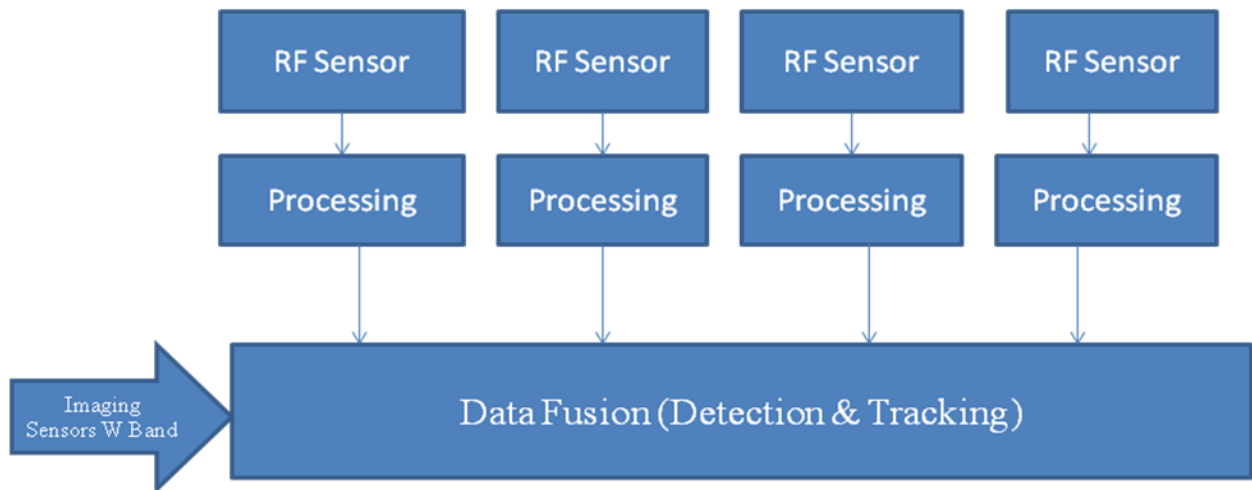 RF Sensor
RF Sensor
RF Sensor
RF Sensor
Processing
Processing
Processing
Processing
Imaging
Sensors W Band
Data Fusion (Detection & Tracking)